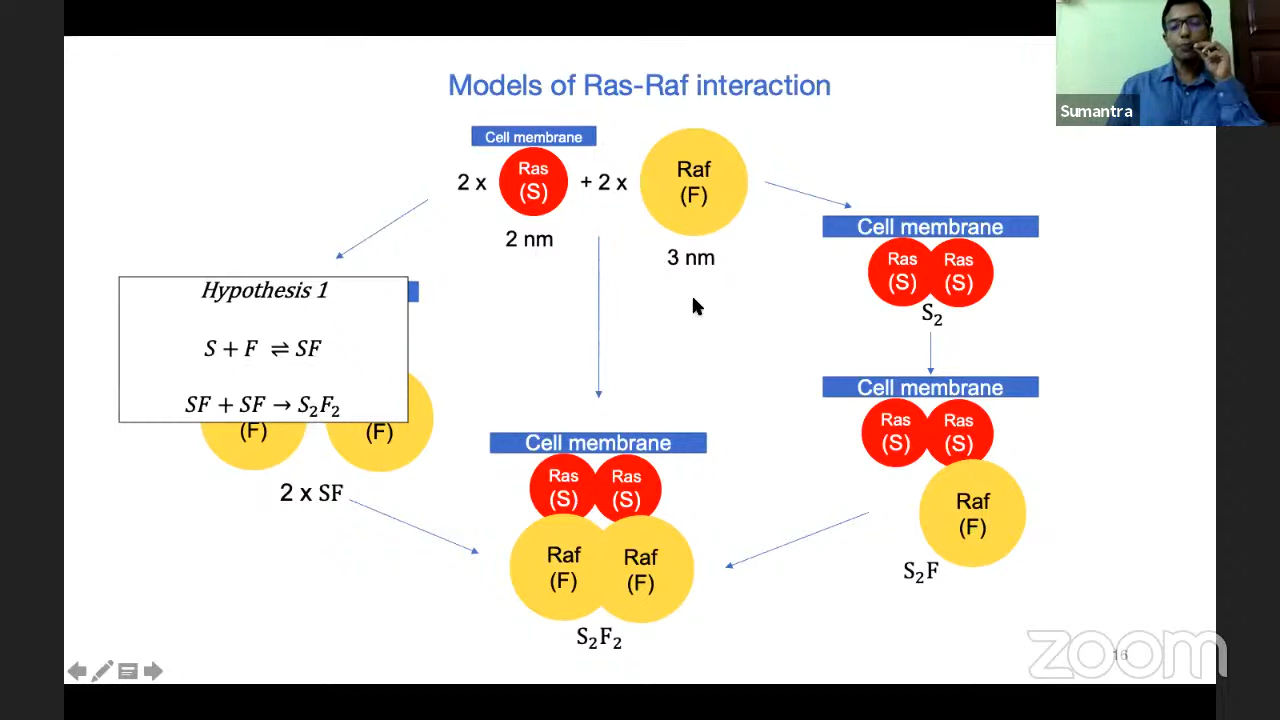 Sumantra
Models of Ras-Raf interaction
Cell membrane
2 x
Ras
(S)
+ 2 x
Raf
(F)
2 nm
3 nm
Cell membrane
Ras
(S)
Ras
(S)
S₂
Hypothesis 1
S + F ⇌ SF
SF + SF → S₂F₂
(F)
(F)
2 x SF
Cell membrane
Ras
(S)
Ras
(S)
Raf
(F)
S₂F
Cell membrane
Ras
(S)
Ras
(S)
Raf
(F)
Raf
(F)
S₂F₂
zoom
16